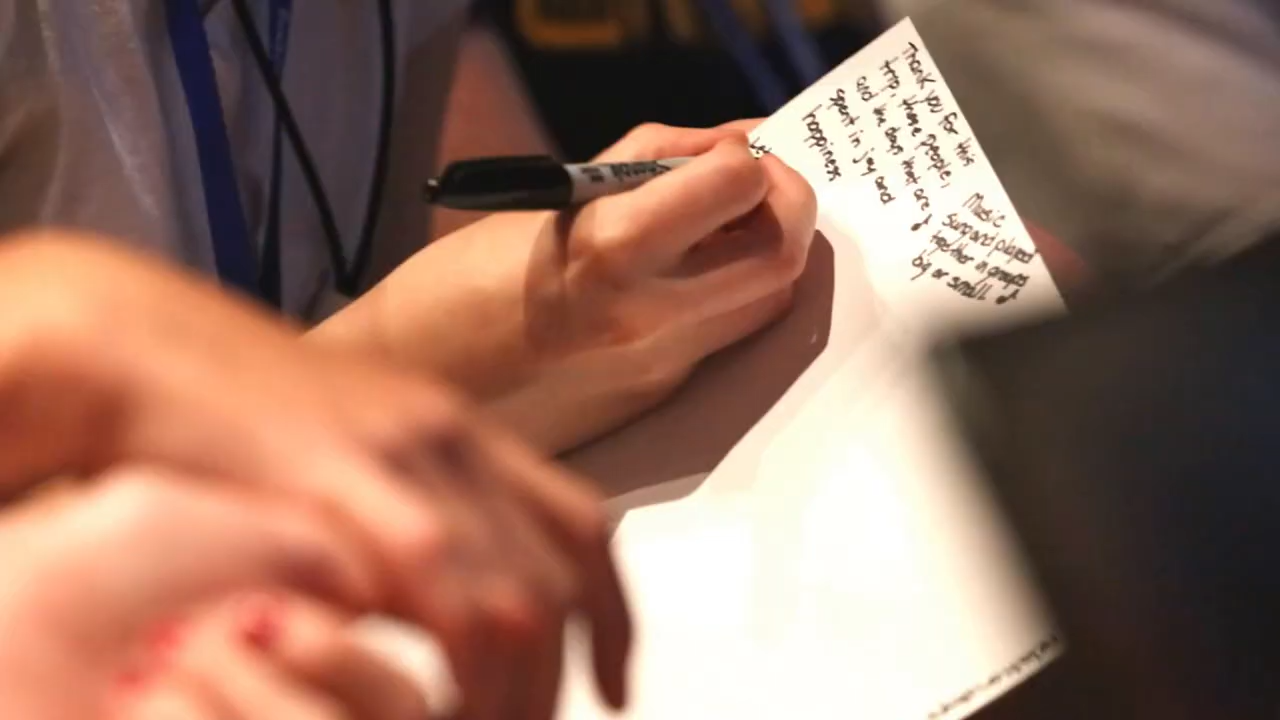 Thank you for this
trip, these people,
and the days that are
spent in joy and
happiness
Music
Sung and played
together in groups
big or small
Sharpie